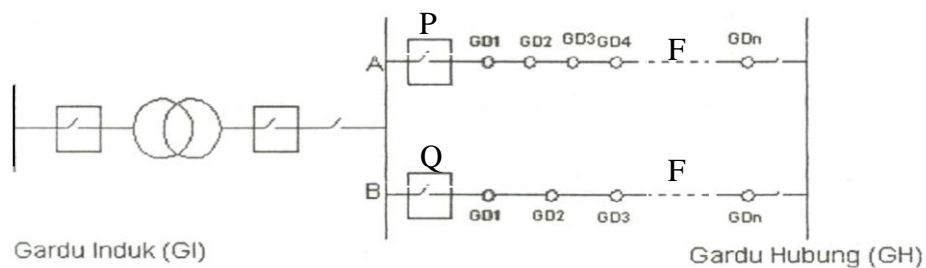 P
GD1 GD2 GD3 GD4 F GDn
A
Q
F
B
GD1 GD2 GD3 GDn
Gardu Induk (GI)
Gardu Hubung (GH)